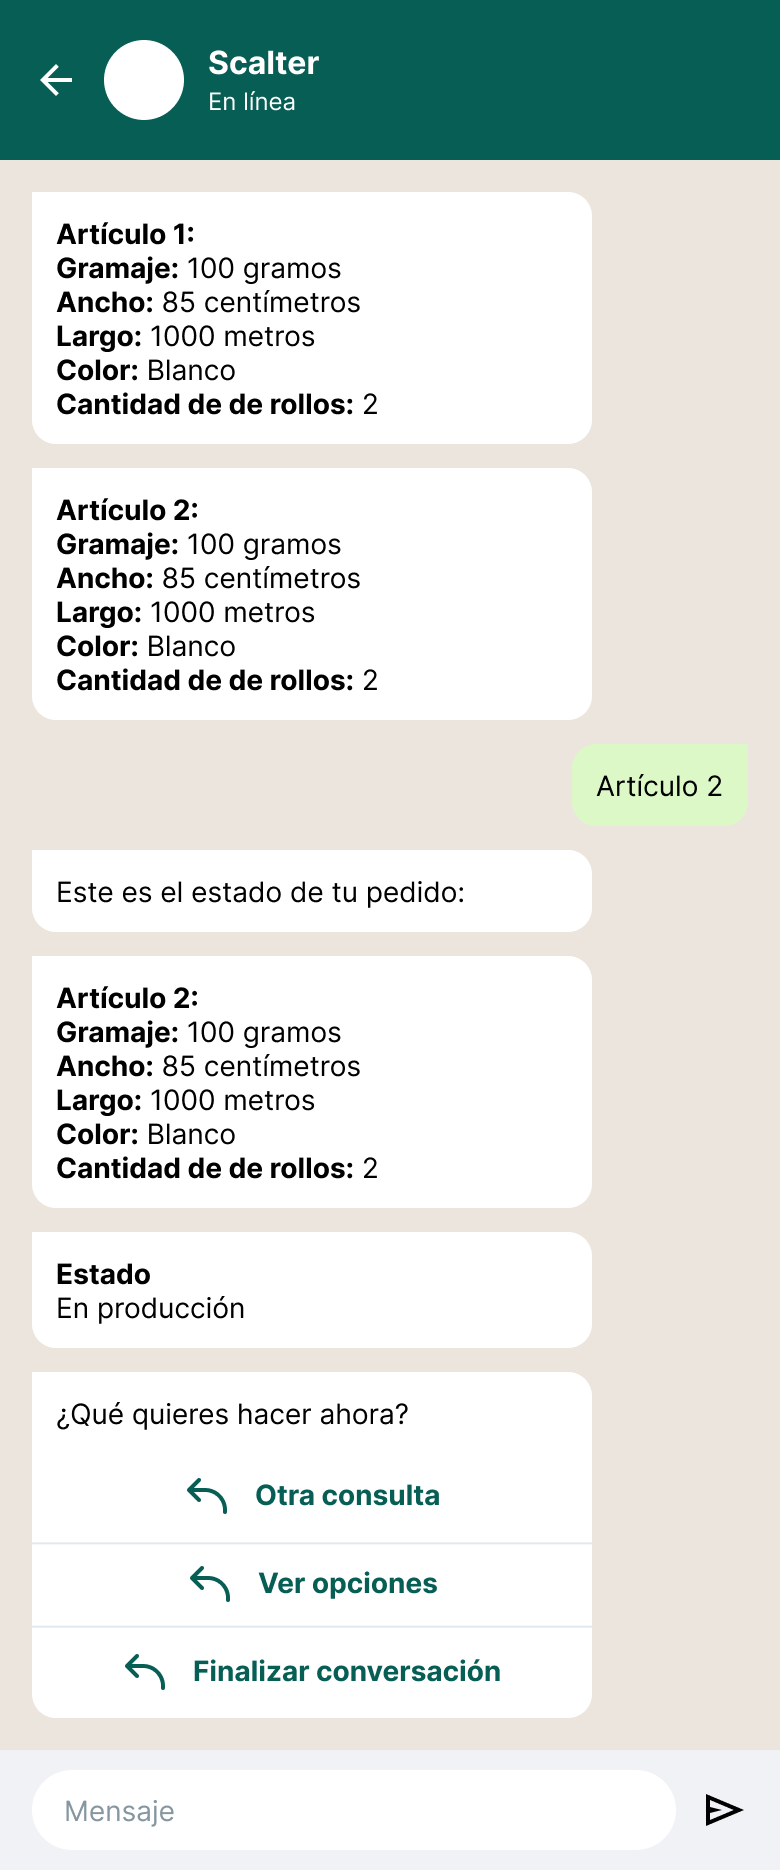 Scalter
En línea
Artículo 1:
Gramaje: 100 gramos
Ancho: 85 centímetros
Largo: 1000 metros
Color: Blanco
Cantidad de de rollos: 2
Artículo 2:
Gramaje: 100 gramos
Ancho: 85 centímetros
Largo: 1000 metros
Color: Blanco
Cantidad de de rollos: 2
Artículo 2
Este es el estado de tu pedido:
Artículo 2:
Gramaje: 100 gramos
Ancho: 85 centímetros
Largo: 1000 metros
Color: Blanco
Cantidad de de rollos: 2
Estado
En producción
¿Qué quieres hacer ahora?
Otra consulta
Ver opciones
Finalizar conversación
Mensaje